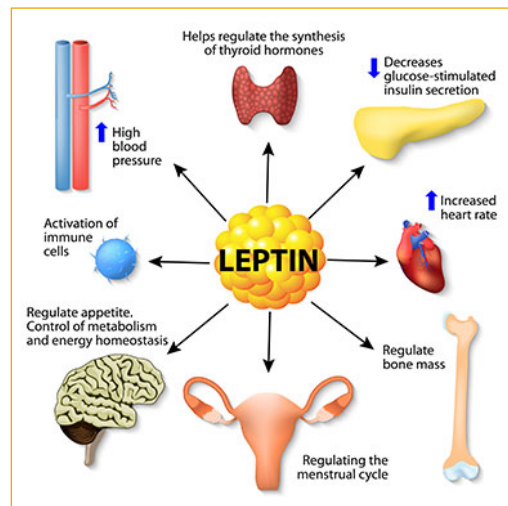 Helps regulate the synthesis
of thyroid hormones
Decreases
glucose-stimulated
insulin secretion
High
blood
pressure
Increased
heart rate
Activation of
immune
cells
LEPTIN
Regulate appetite.
Control of metabolism
and energy homeostasis
Regulate
bone mass
Regulating the
menstrual cycle